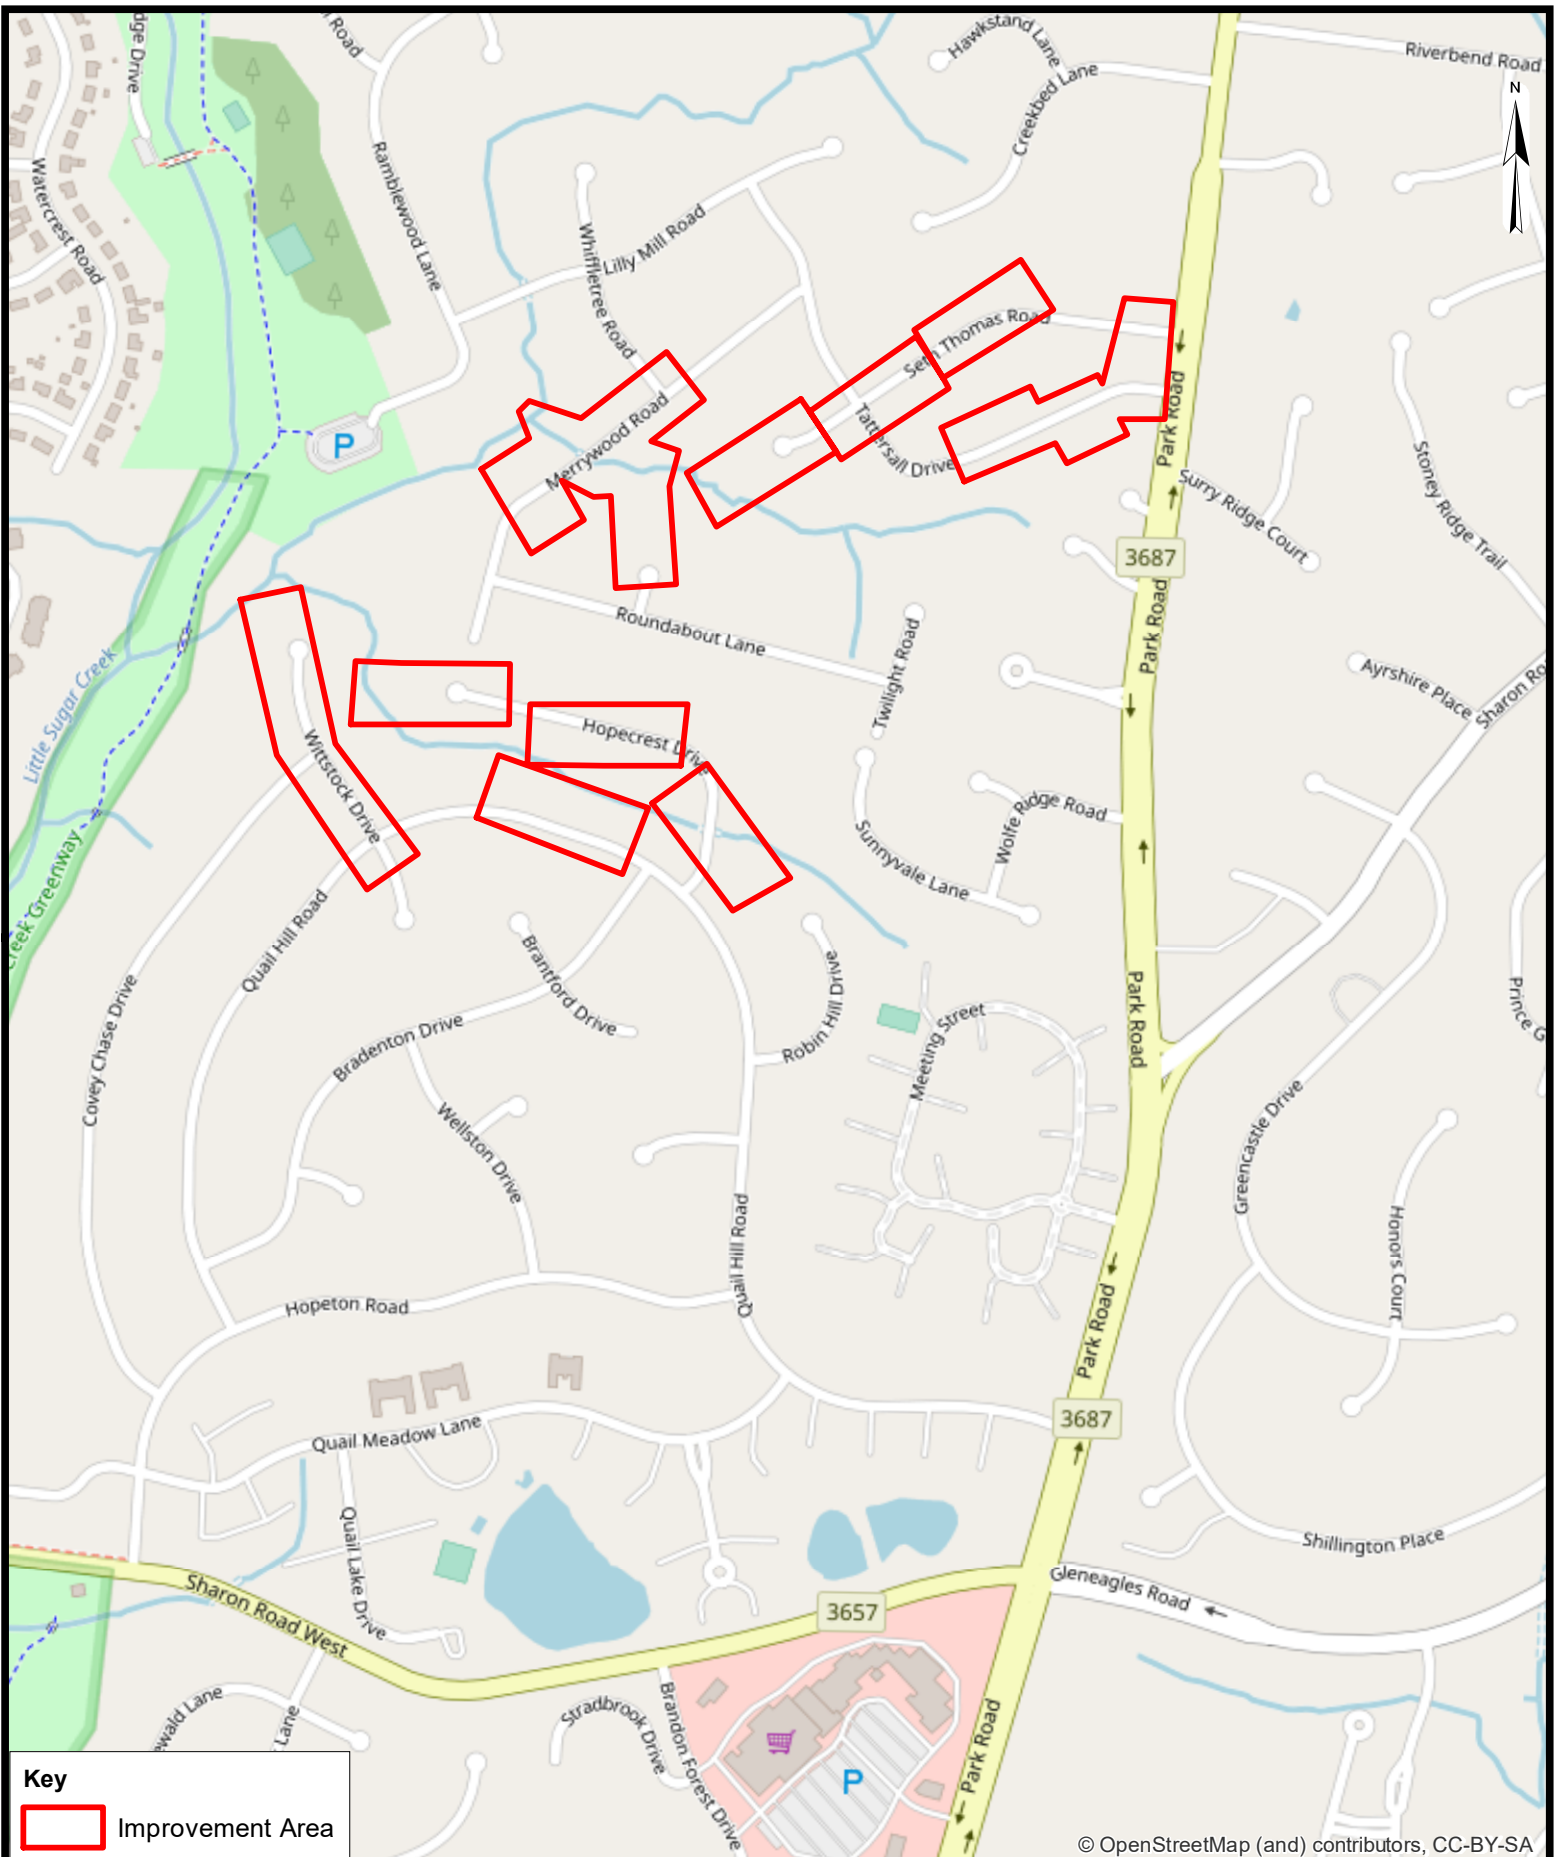 Hawkstand Lane
Riverbend Road
dge Drive
l Road
N
Creekbed Lane
Watercrest Road
Ramblewood Lane
Whiffletree Road
Lilly Mill Road
Seth Thomas Road
Merrywood Road
Tattersall Drive
Park Road
P
Surry Ridge Court
Stoney Ridge Trail
3687
Park Road
Roundabout Lane
Twilight Road
Ayrshire Place
Sharon Ro
Little Sugar Creek
Wittstock Drive
Hopecrest Drive
Wolfe Ridge Road
Sunnyvale Lane
Creek Greenway
Quail Hill Road
Brantford Drive
Robin Hill Drive
Park Road
Prince G
Covey Chase Drive
Bradenton Drive
Meeting Street
Wellston Drive
Greencastle Drive
Quail Hill Road
Honors Court
Hopeton Road
Park Road
Quail Meadow Lane
3687
Quail Lake Drive
Shillington Place
Gleneagles Road
Sharon Road West
3657
ewald Lane
Lane
Stradbrook Drive
Brandon Forest Drive
Park Road
P
Key
Improvement Area
© OpenStreetMap (and) contributors, CC-BY-SA